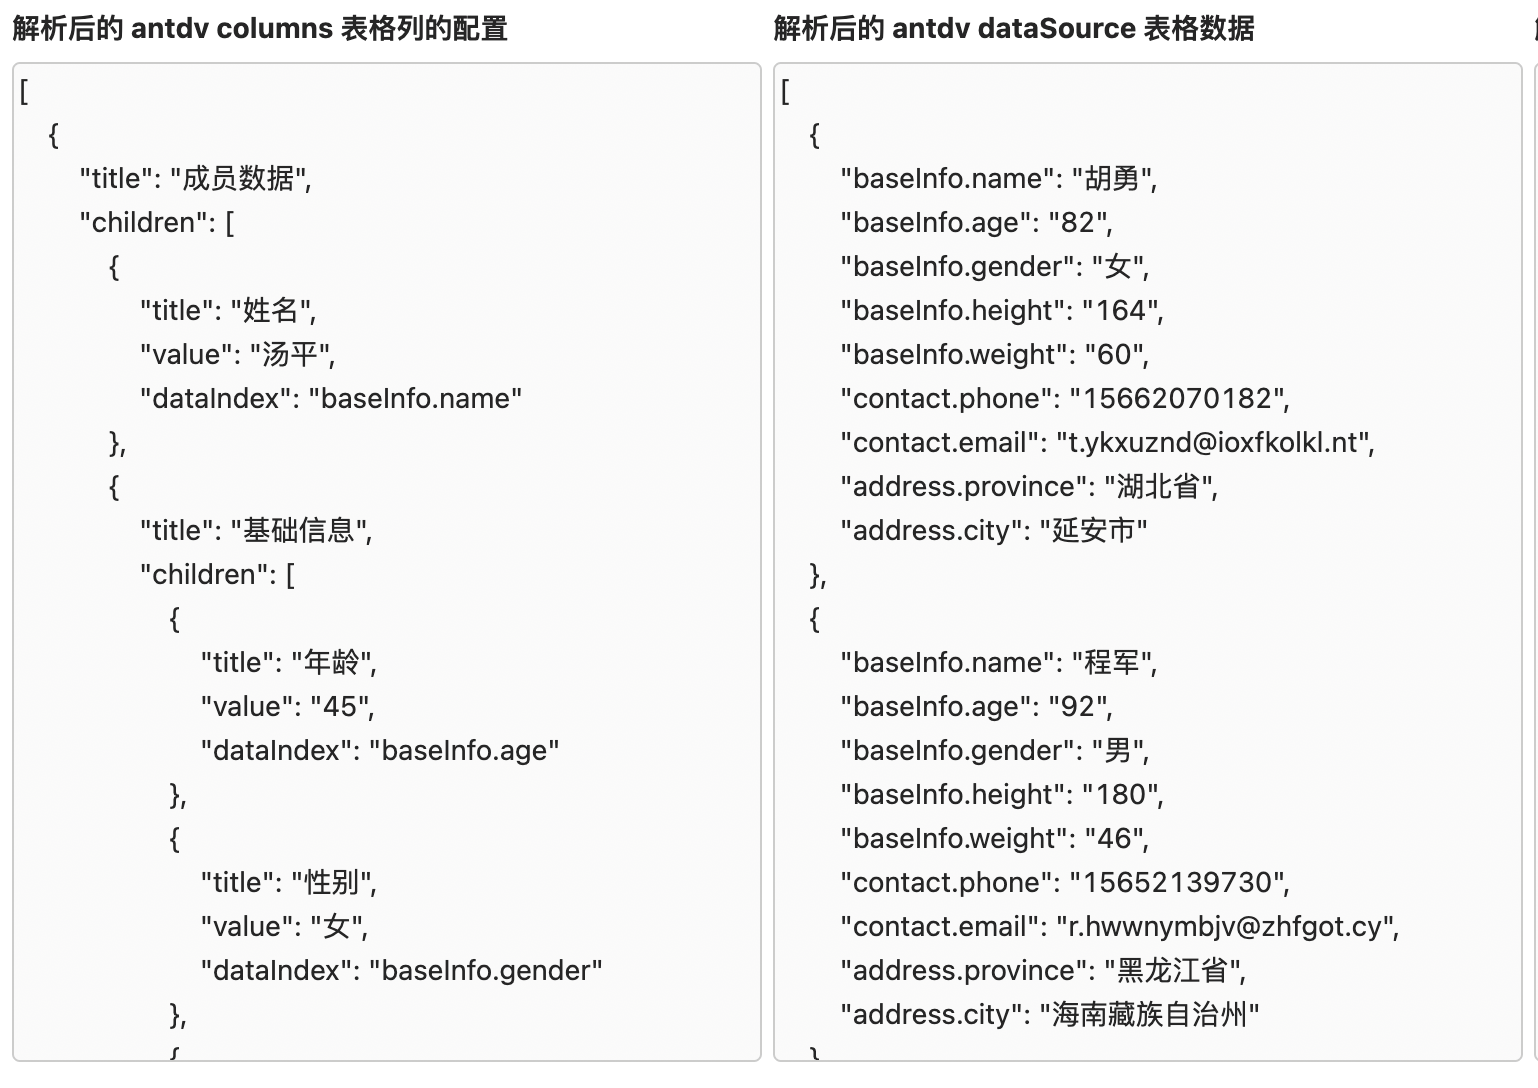 解析后的 antdv columns 表格列的配置
[
{
"title": "成员数据",
"children": [
{
"title": "姓名",
"value": "汤平",
"dataIndex": "baseInfo.name"
},
{
"title": "基础信息",
"children": [
{
"title": "年龄",
"value": "45",
"dataIndex": "baseInfo.age"
},
{
"title": "性别",
"value": "女",
"dataIndex": "baseInfo.gender"
},
{
解析后的 antdv dataSource 表格数据
[
{
"baseInfo.name": "胡勇",
"baseInfo.age": "82",
"baseInfo.gender": "女",
"baseInfo.height": "164",
"baseInfo.weight": "60",
"contact.phone": "15662070182",
"contact.email": "t.ykxuznd@ioxfkolkl.nt",
"address.province": "湖北省",
"address.city": "延安市"
},
{
"baseInfo.name": "程军",
"baseInfo.age": "92",
"baseInfo.gender": "男",
"baseInfo.height": "180",
"baseInfo.weight": "46",
"contact.phone": "15652139730",
"contact.email": "r.hwwnymbjv@zhfgot.cy",
"address.province": "黑龙江省",
"address.city": "海南藏族自治州"
}